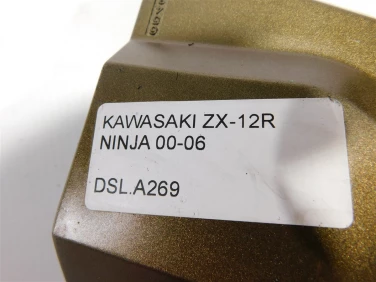 KAWASAKI ZX-12R
NINJA 00-06
DSL.A269